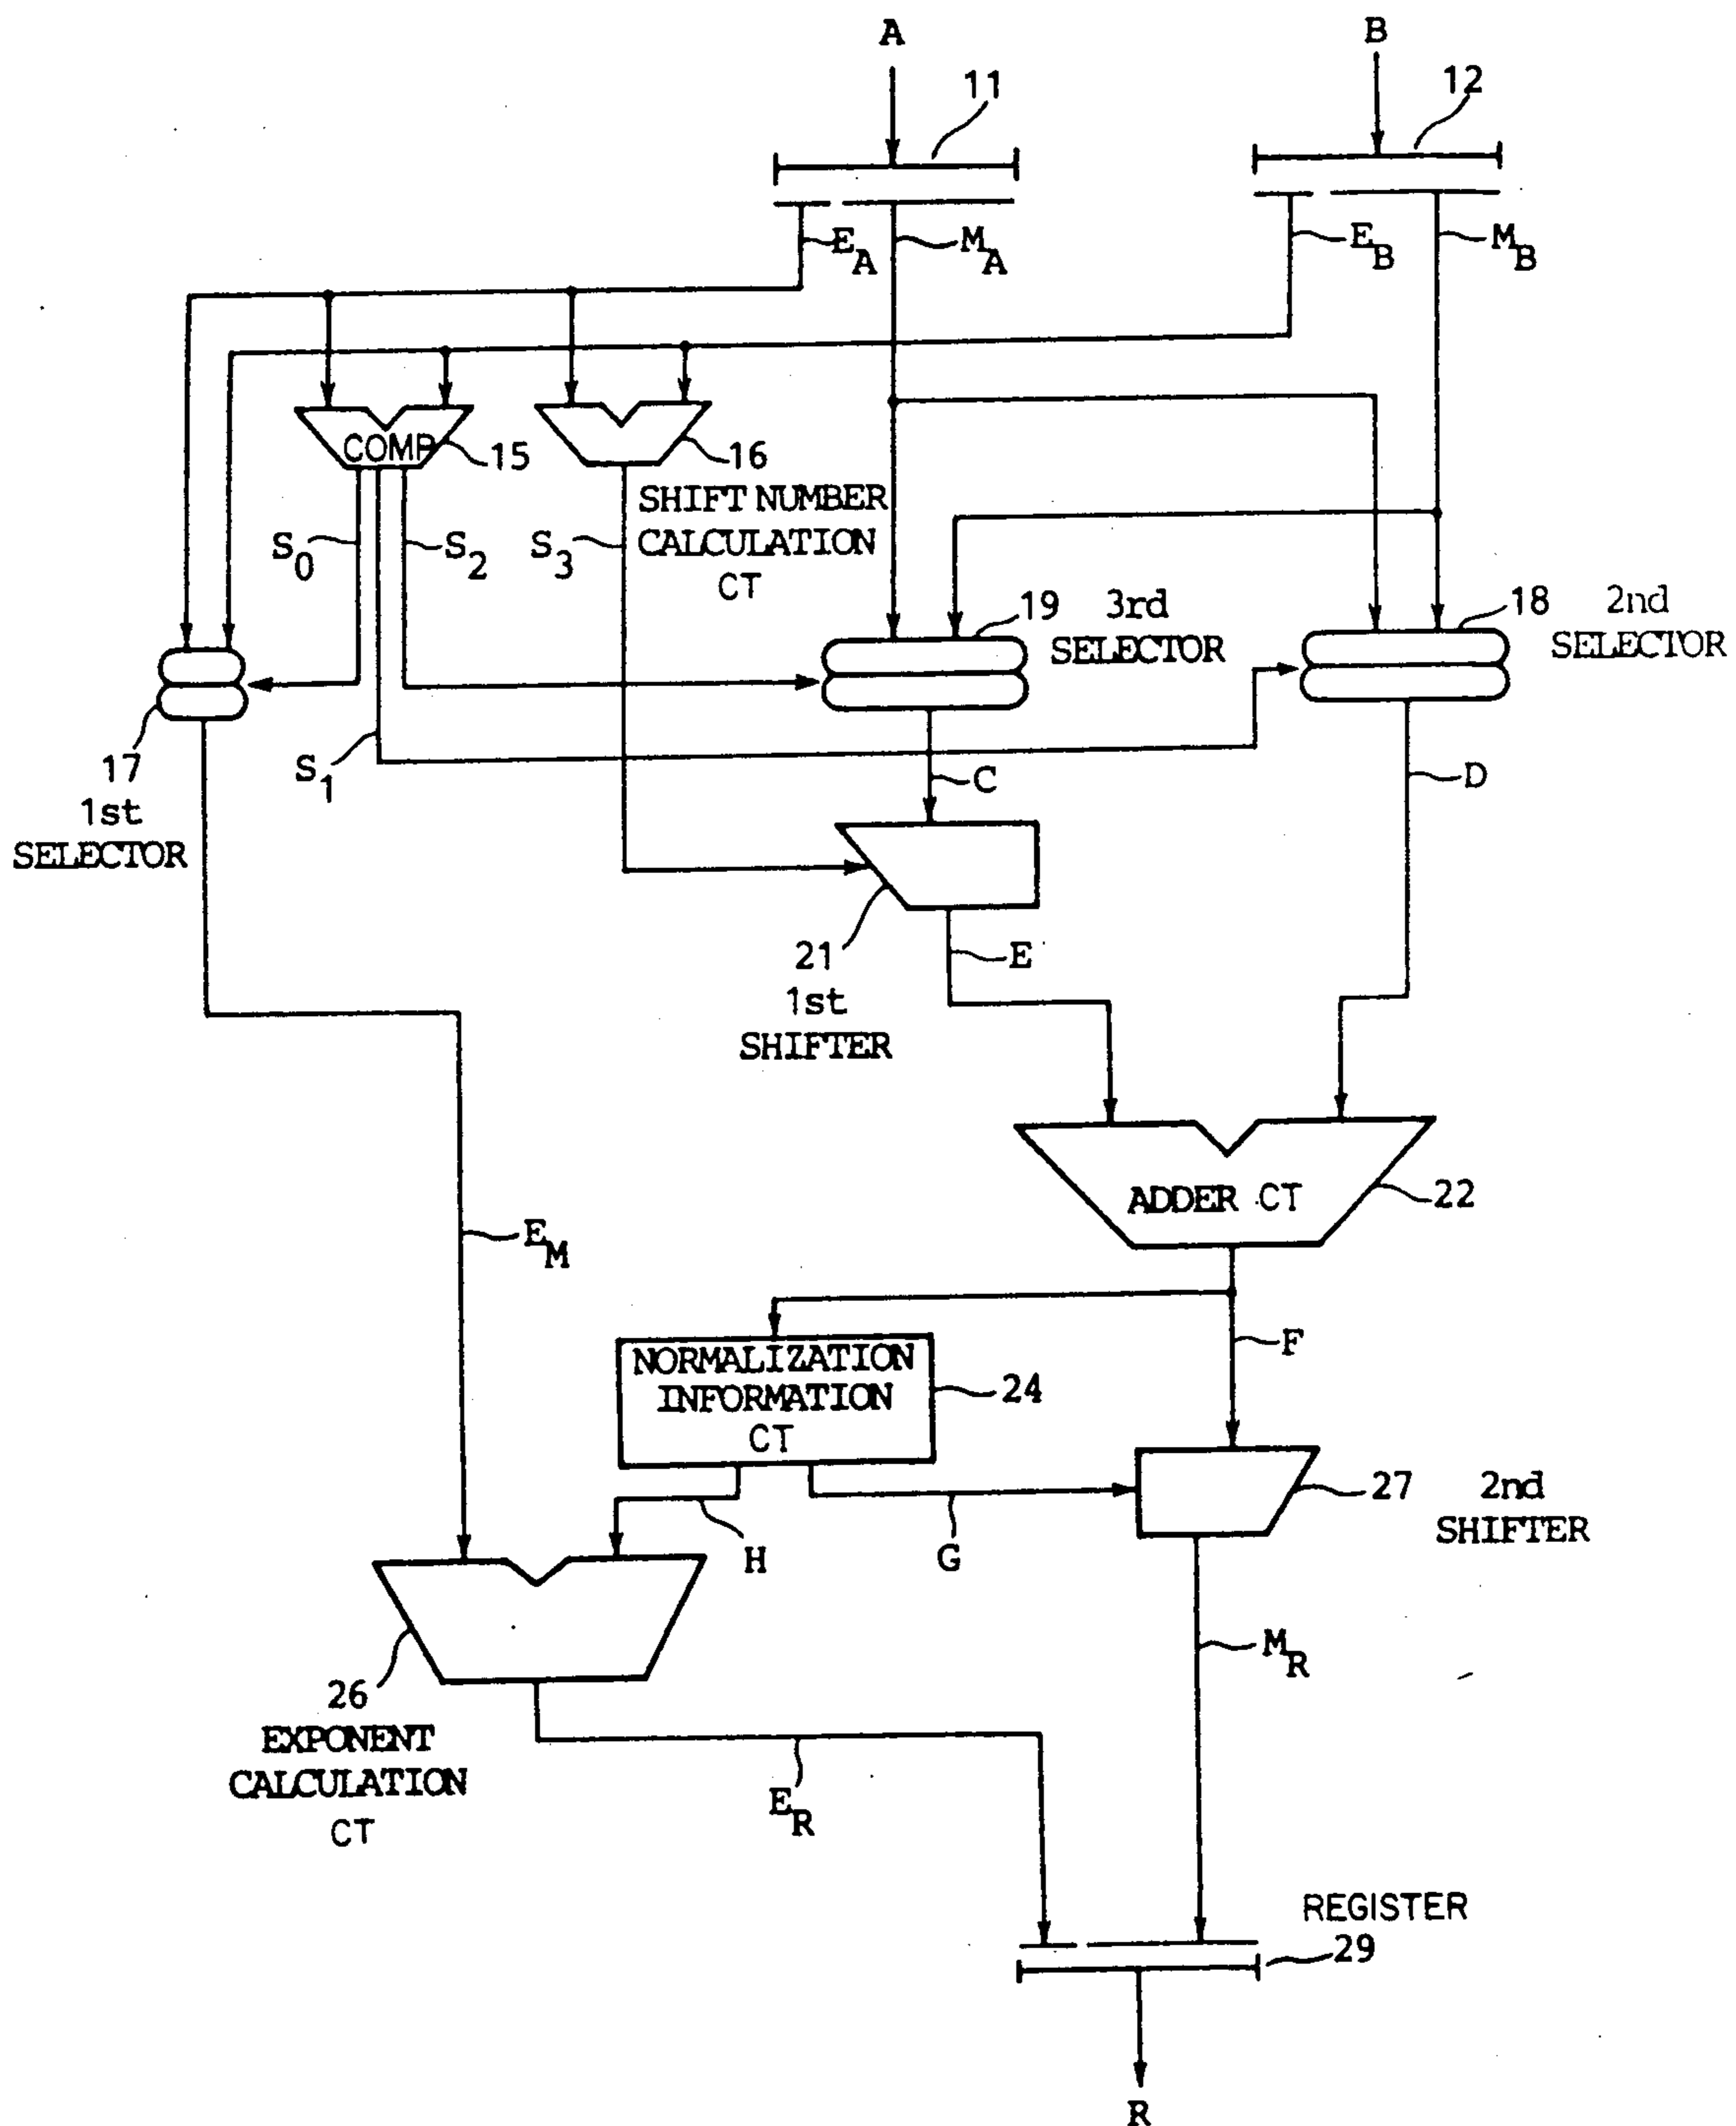 A
B
11
12
E_A
M_A
E_B
M_B
COMP
15
16
SHIFT NUMBER
CALCULATION
CT
S_0
S_2
S_3
19
3rd
SELECTOR
18
2nd
SELECTOR
17
1st
SELECTOR
S_1
C
D
21
1st
SHIFTER
E
ADDER CT
22
E_M
F
NORMALIZATION
INFORMATION
CT
24
27
2nd
SHIFTER
H
G
26
EXPONENT
CALCULATION
CT
M_R
E_R
REGISTER
29
R